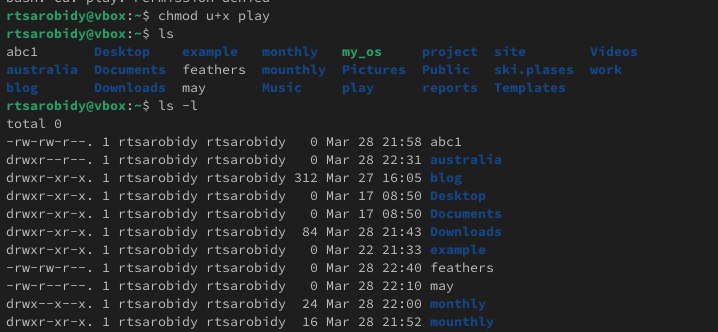 bash: cd: play: Permission denied
rtsarobidy@vbox:~$ chmod u+x play
rtsarobidy@vbox:~$ ls
abc1 Desktop example monthly my_os project site Videos
australia Documents feathers mounthly Pictures Public ski.plases work
blog Downloads may Music play reports Templates
rtsarobidy@vbox:~$ ls -l
total 0
-rw-rw-r--. 1 rtsarobidy rtsarobidy 0 Mar 28 21:58 abc1
drwxr--r--. 1 rtsarobidy rtsarobidy 0 Mar 28 22:31 australia
drwxr-xr-x. 1 rtsarobidy rtsarobidy 312 Mar 27 16:05 blog
drwxr-xr-x. 1 rtsarobidy rtsarobidy 0 Mar 17 08:50 Desktop
drwxr-xr-x. 1 rtsarobidy rtsarobidy 0 Mar 17 08:50 Documents
drwxr-xr-x. 1 rtsarobidy rtsarobidy 84 Mar 28 21:43 Downloads
drwxr-xr-x. 1 rtsarobidy rtsarobidy 0 Mar 22 21:33 example
-rw-rw-r--. 1 rtsarobidy rtsarobidy 0 Mar 28 22:40 feathers
-rw-r--r--. 1 rtsarobidy rtsarobidy 0 Mar 28 22:10 may
drwx--x--x. 1 rtsarobidy rtsarobidy 24 Mar 28 22:00 monthly
drwxr-xr-x. 1 rtsarobidy rtsarobidy 16 Mar 28 21:52 mounthly